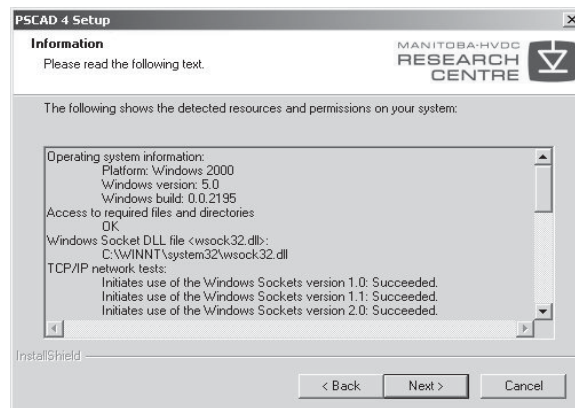 PSCAD 4 Setup
Information
Please read the following text.
MANITOBA-HVDC
RESEARCH
CENTRE
The following shows the detected resources and permissions on your system:
Operating system information:
Platform: Windows 2000
Windows version: 5.0
Windows build: 0.0.2195
Access to required files and directories
OK
Windows Socket DLL file <wsock32.dll>:
C:\WINNT\system32\wsock32.dll
TCP/IP network tests:
Initiates use of the Windows Sockets version 1.0: Succeeded.
Initiates use of the Windows Sockets version 1.1: Succeeded.
Initiates use of the Windows Sockets version 2.0: Succeeded.
InstallShield
< Back
Next >
Cancel